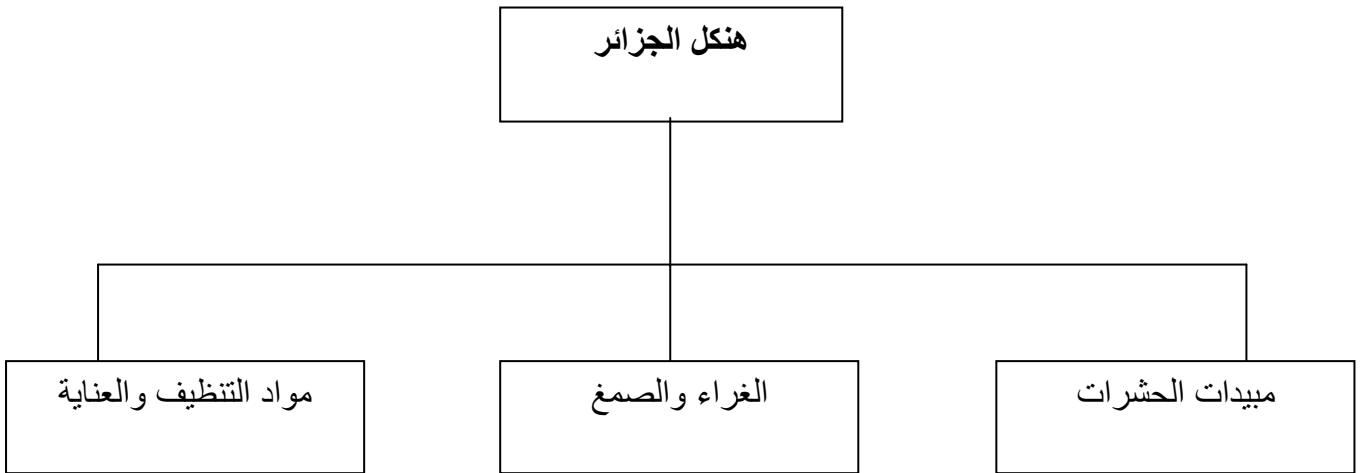 هنكل الجزائر
مبيدات الحشرات
الغراء والصمغ
مواد التنظيف والعناية